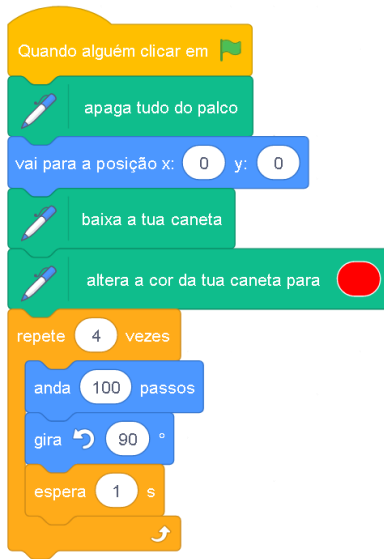 Quando alguém clicar em
apaga tudo do palco
vai para a posição x: 0 y: 0
baixa a tua caneta
altera a cor da tua caneta para
repete 4 vezes
anda 100 passos
gira 90 °
espera 1 s